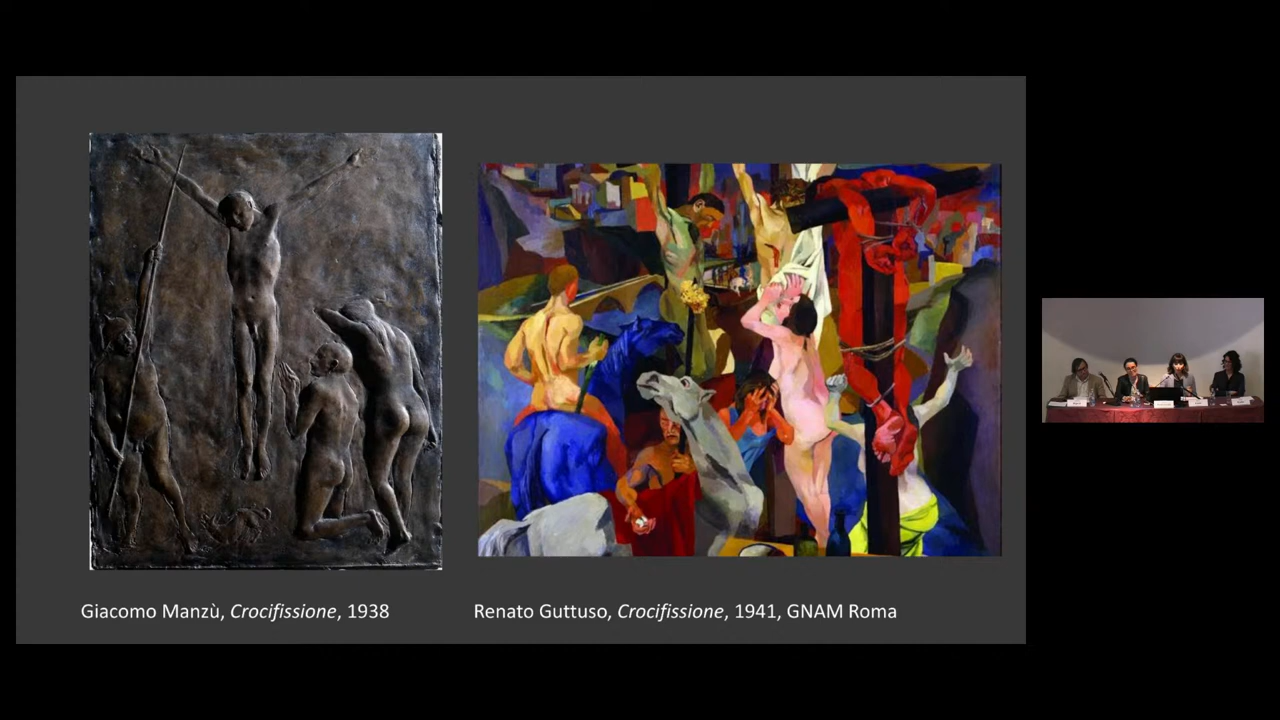 Giacomo Manzù, Crocifissione, 1938
Renato Guttuso, Crocifissione, 1941, GNAM Roma